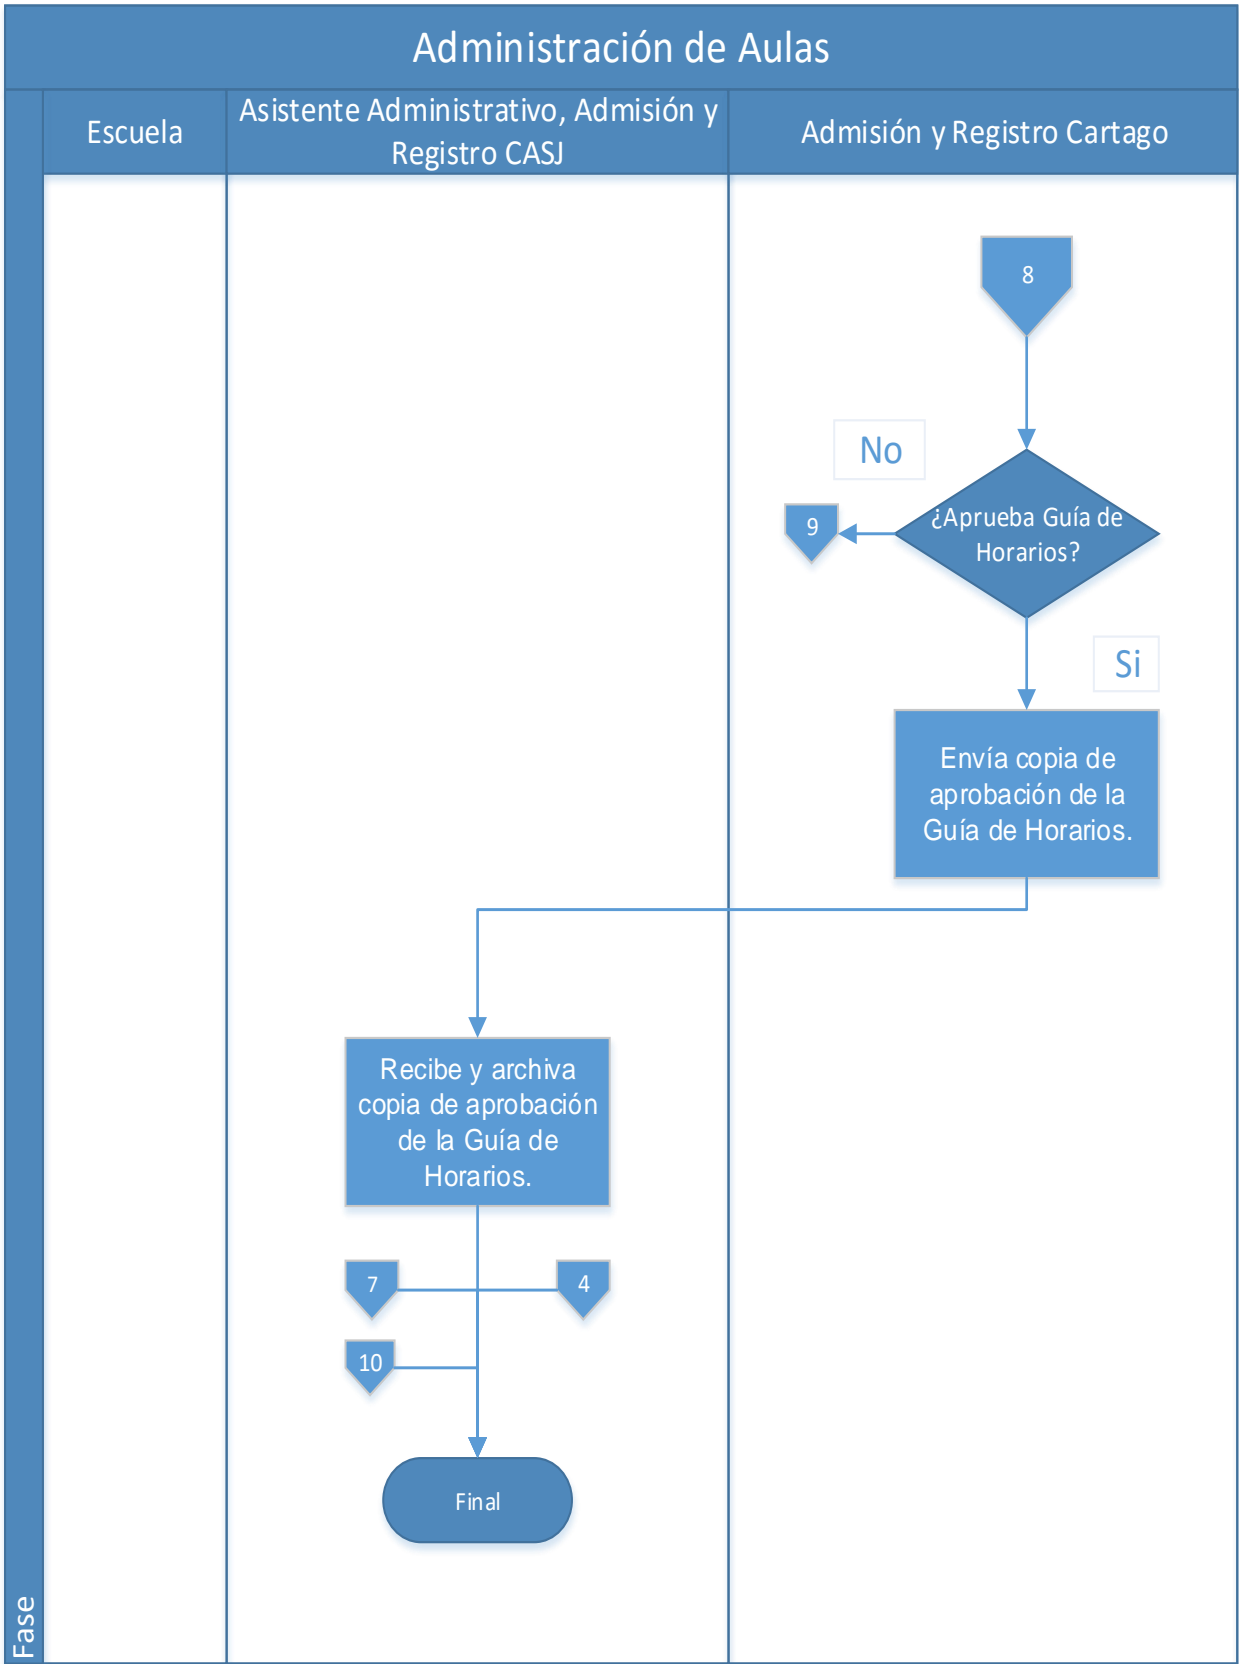 Administración de Aulas
Escuela
Asistente Administrativo, Admisión y
Registro CASJ
Admisión y Registro Cartago
8
No
¿Aprueba Guía de
Horarios?
9
Si
Envía copia de
aprobación de la
Guía de Horarios.
Recibe y archiva
copia de aprobación
de la Guía de
Horarios.
7
4
10
Final
Fase